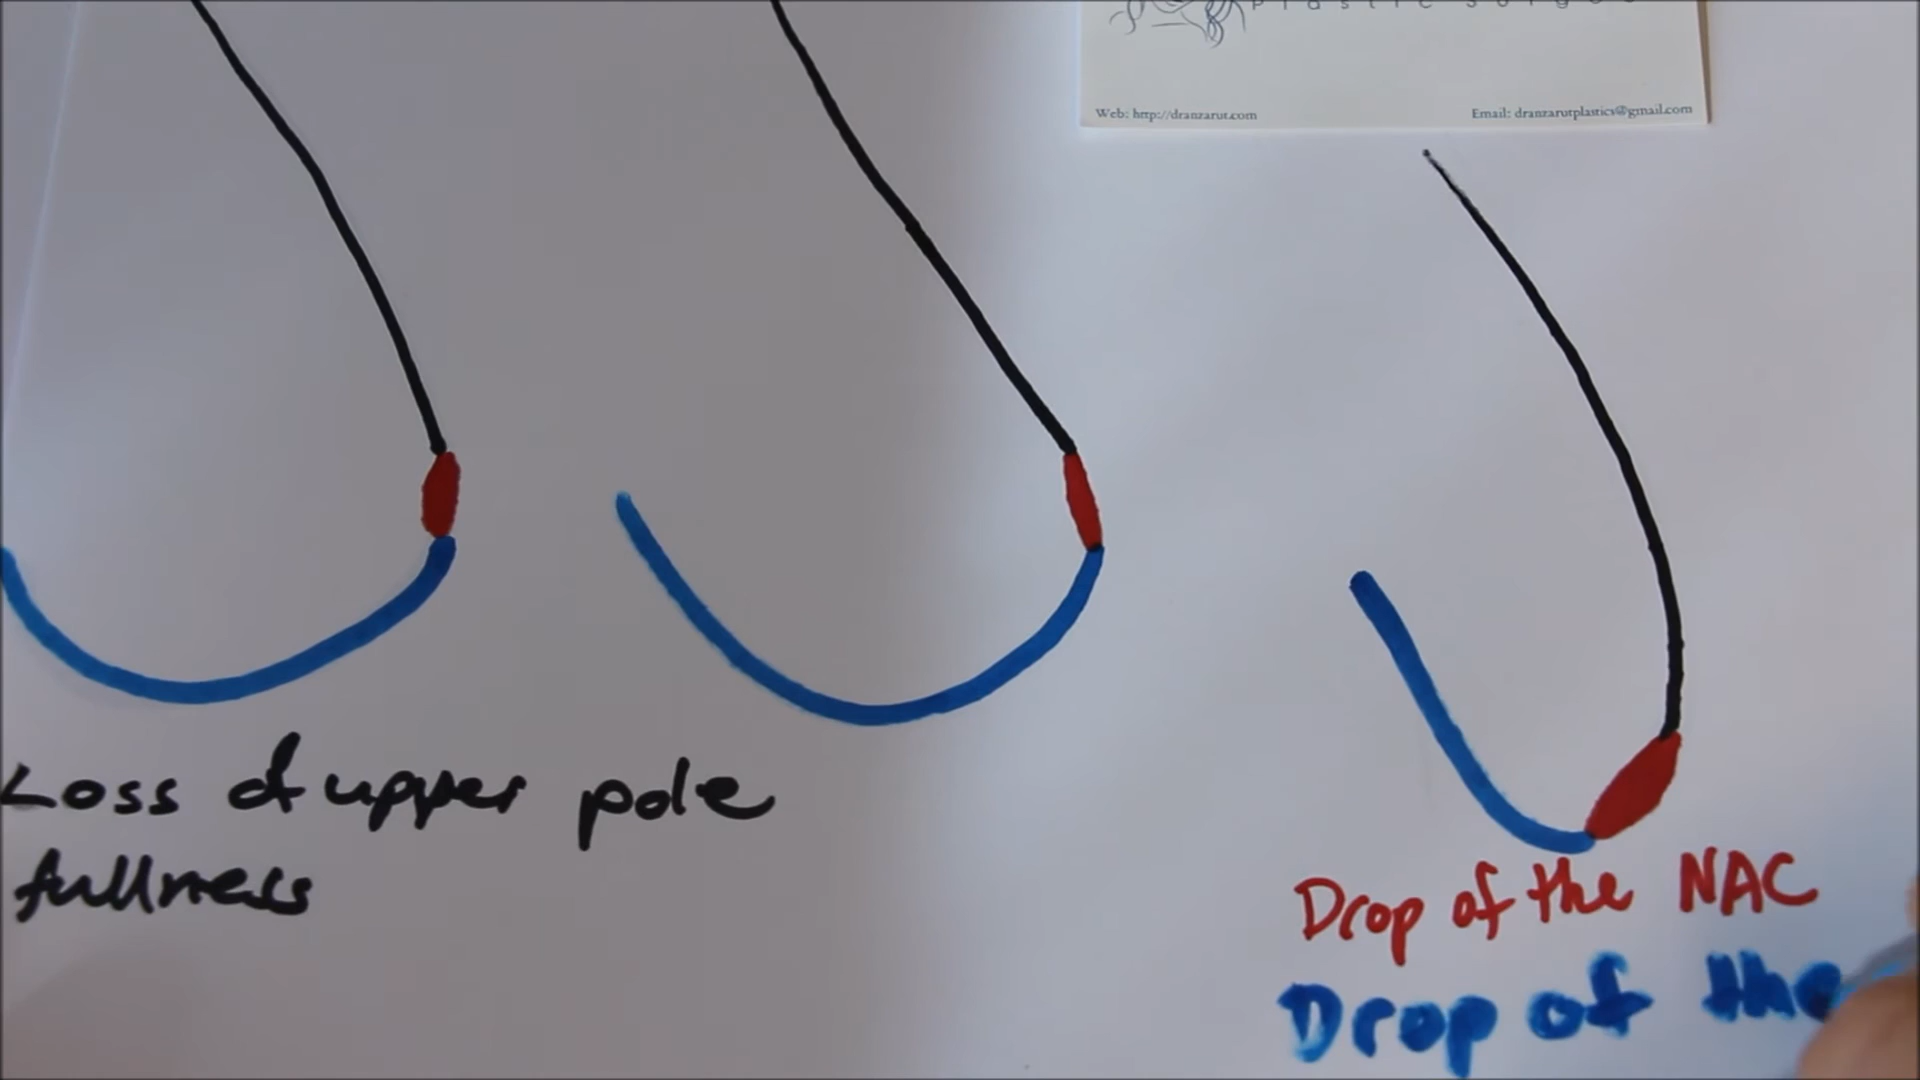 Web: http://dranzarut.com
Email: dranzarutplastics@gmail.com
Loss of upper pole
fullness
Drop of the NAC
Drop of the